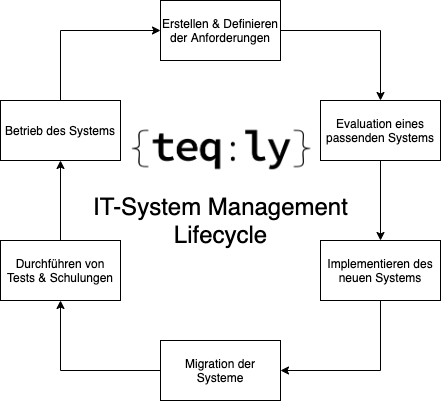 Erstellen & Definieren
der Anforderungen
Betrieb des Systems
{teq:ly}
Evaluation eines
passenden Systems
IT-System Management
Lifecycle
Durchführen von
Tests & Schulungen
Implementieren des
neuen Systems
Migration der
Systeme